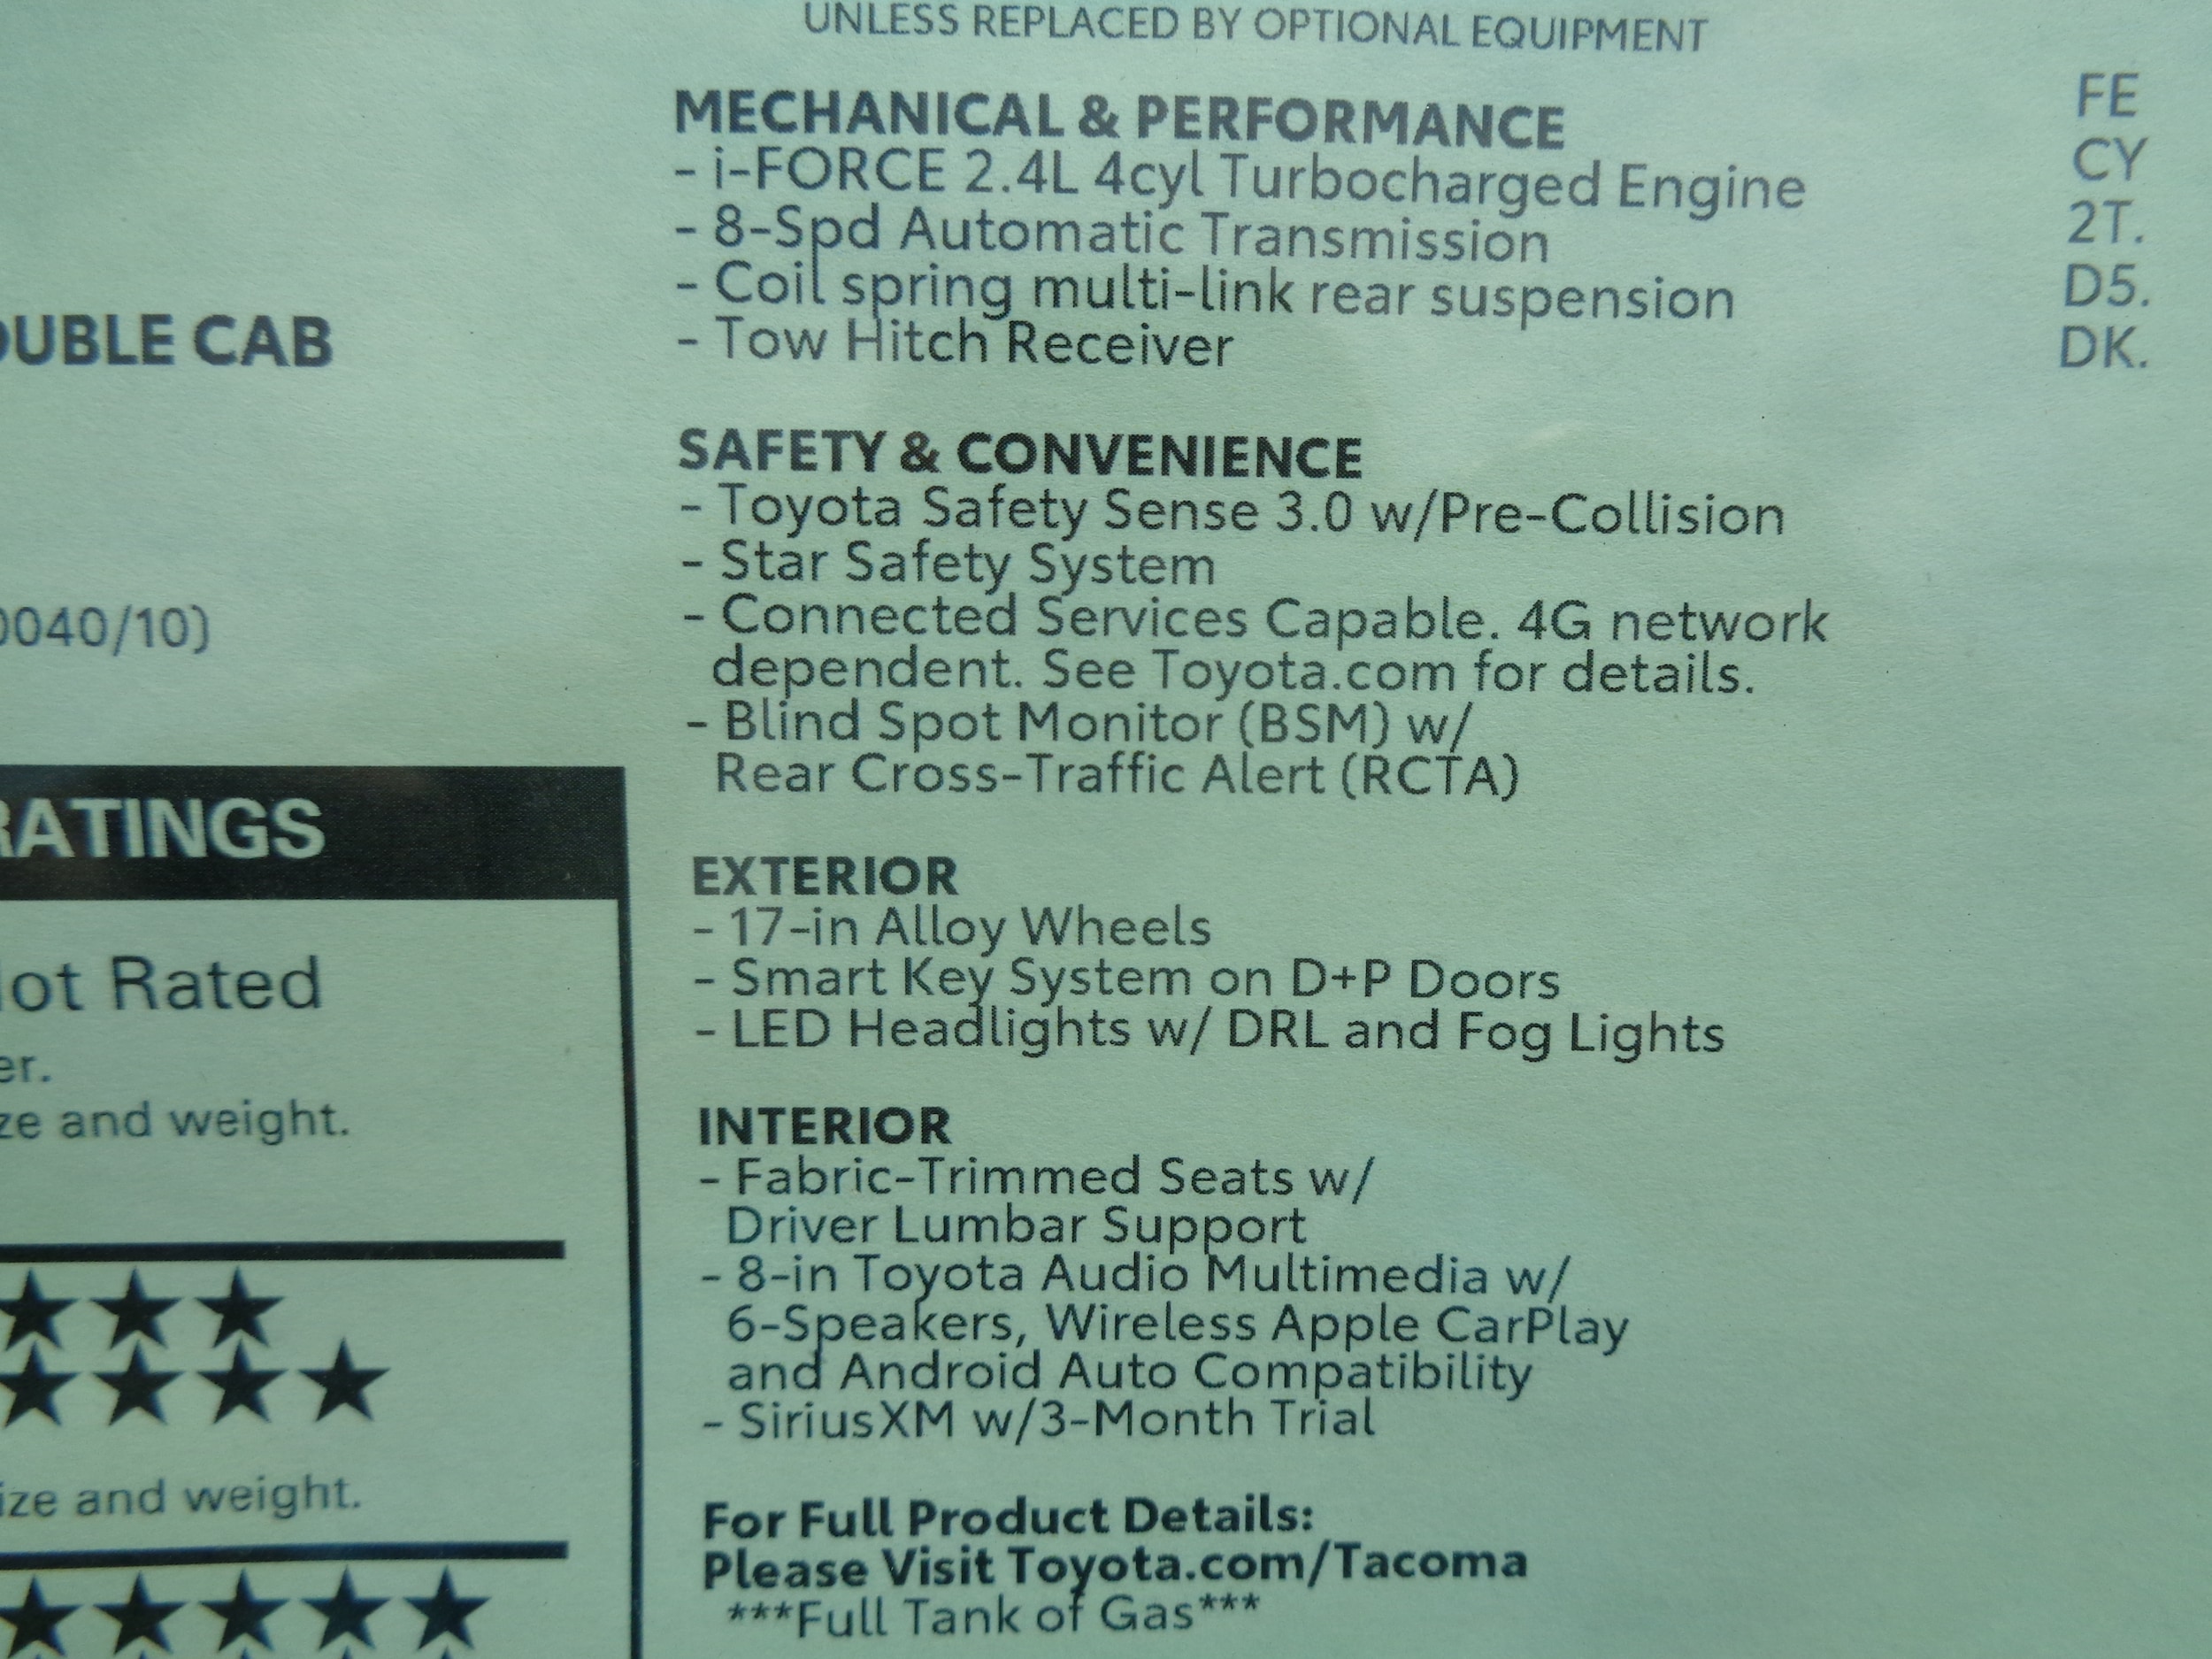 UNLESS REPLACED BY OPTIONAL EQUIPMENT
MECHANICAL & PERFORMANCE
- i-FORCE 2.4L 4cyl Turbocharged Engine
- 8-Spd Automatic Transmission
- Coil spring multi-link rear suspension
- Tow Hitch Receiver
SAFETY & CONVENIENCE
- Toyota Safety Sense 3.0 w/Pre-Collision
- Star Safety System
- Connected Services Capable. 4G network
dependent. See Toyota.com for details.
- Blind Spot Monitor (BSM) w/
Rear Cross-Traffic Alert (RCTA)
EXTERIOR
- 17-in Alloy Wheels
- Smart Key System on D+P Doors
- LED Headlights w/ DRL and Fog Lights
INTERIOR
- Fabric-Trimmed Seats w/
Driver Lumbar Support
- 8-in Toyota Audio Multimedia w/
6-Speakers, Wireless Apple CarPlay
and Android Auto Compatibility
- SiriusXM w/3-Month Trial
For Full Product Details:
Please Visit Toyota.com/Tacoma
***Full Tank of Gas***
OUBLE CAB
0040/10)
RATINGS
ot Rated
er.
ze and weight.
★★★
★★★★
ize and weight.
★★★★★
FE
CY
2T.
D5.
DK.